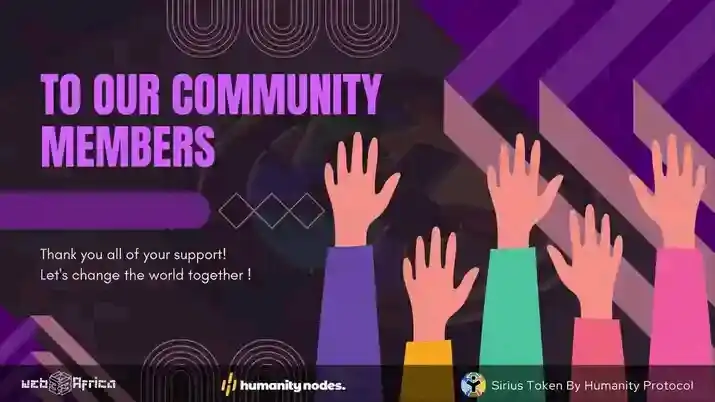 TO OUR COMMUNITY
MEMBERS
Thank you all of your support!
Let's change the world together !
web3Africa
humanity nodes.
Sirius Token By Humanity Protocol